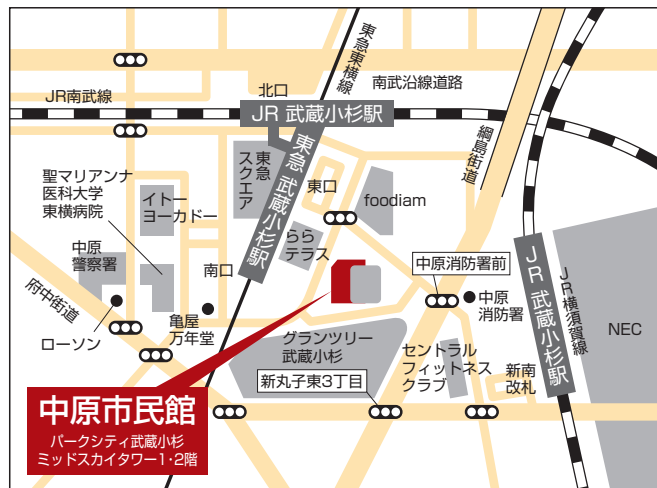 東急東横線
北口
南武沿線道路
JR南武線
JR 武蔵小杉駅
綱島街道
東急
スクエア
東急 武蔵小杉駅
東口
foodiam
聖マリアンナ
医科大学
東横病院
イトー
ヨーカドー
ららテラス
中原
警察署
南口
中原消防署前
JR 武蔵小杉駅
JR横須賀線
府中街道
中原
消防署
NEC
ローソン
亀屋
万年堂
グランツリー
武蔵小杉
セントラル
フィットネス
クラブ
新南
改札
新丸子東3丁目
中原市民館
パークシティ武蔵小杉
ミッドスカイタワー1・2階